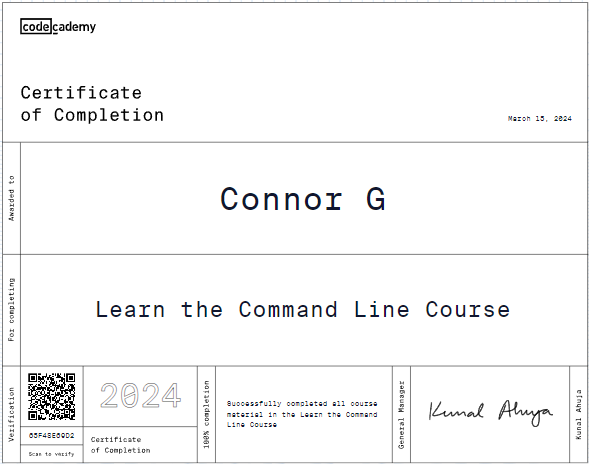 codecademy
Certificate
of Completion
March 15, 2024
Awarded to
Connor G
For completing
Learn the Command Line Course
Verification
65F4SE69D2
Scan to verify
2024
Certificate
of Completion
100% completion
Successfully completed all course
material in the Learn the Command
Line Course
General Manager
Kunal Ahuja
Kunal Ahuja